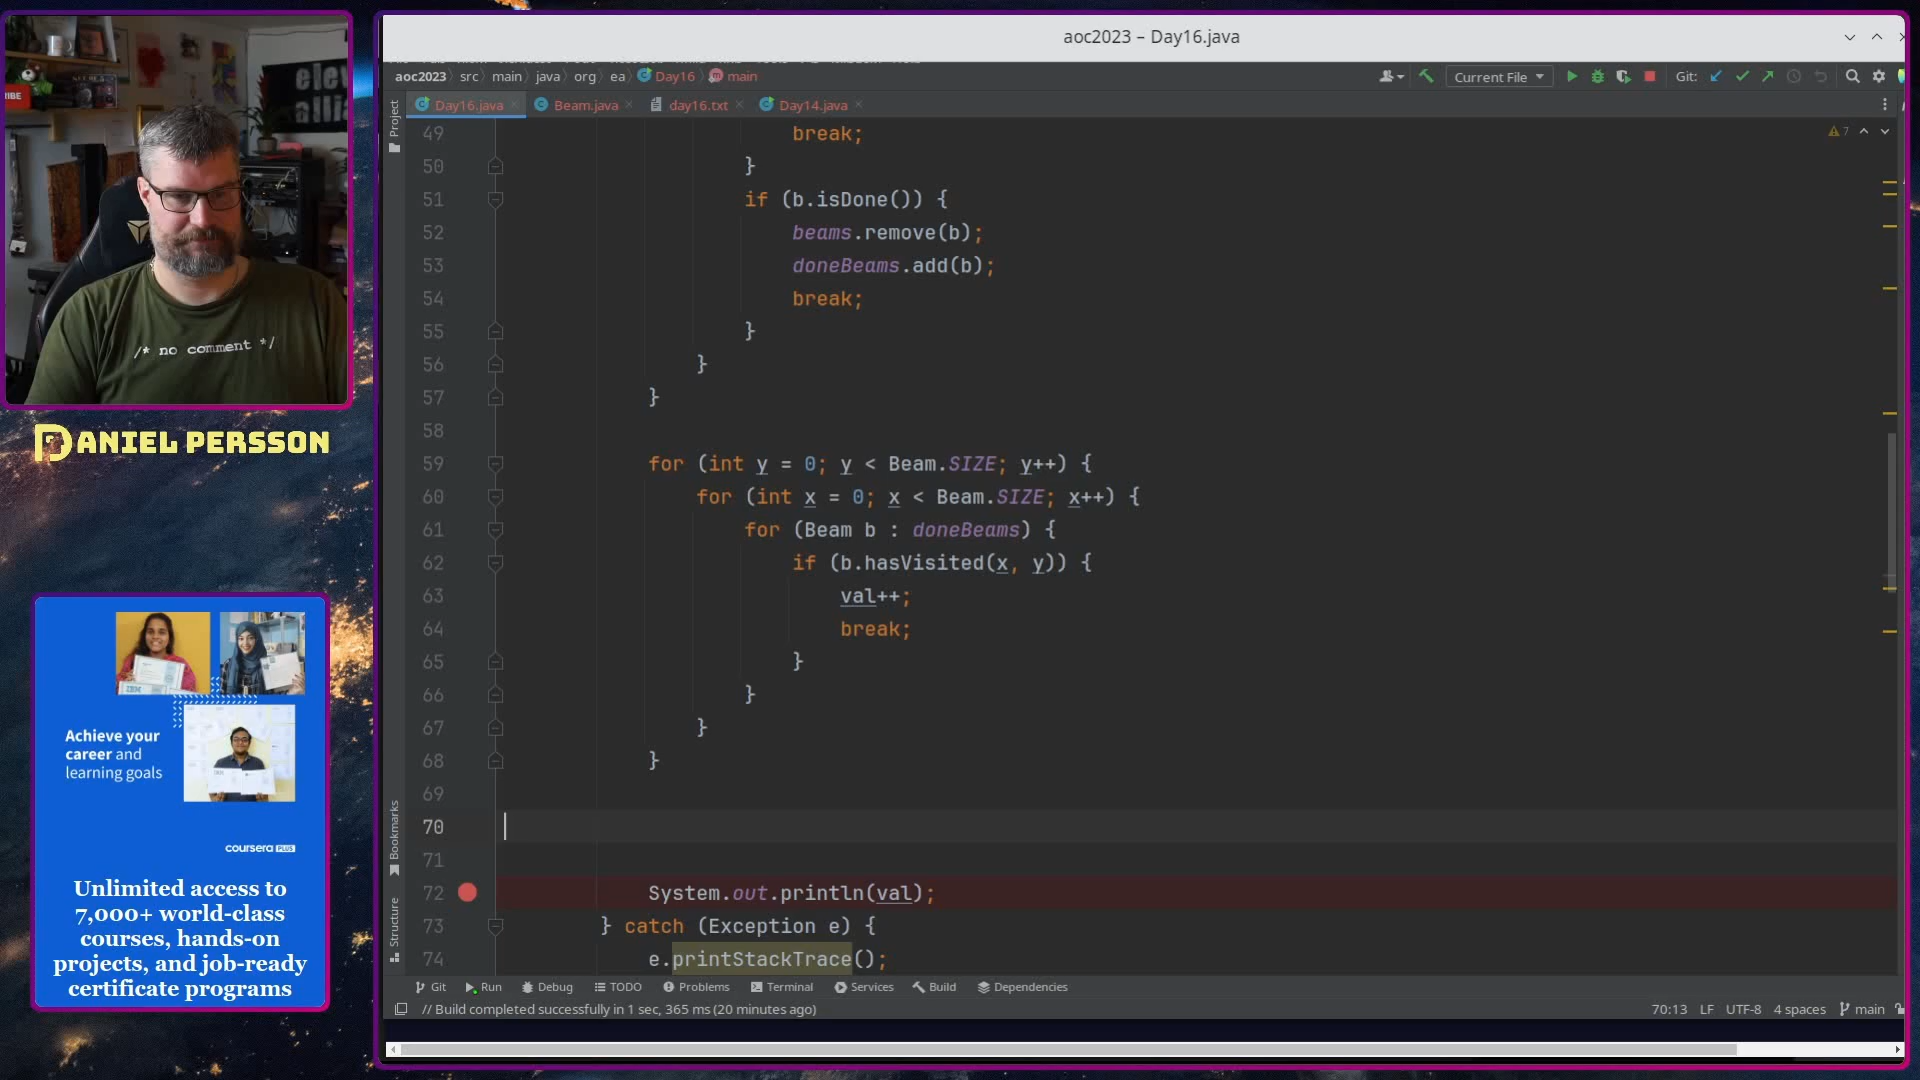 aoc2023 – Day16.java
aoc2023 src main java org ea Day16 main
Current File
Git:
Day16.java
Beam.java
day16.txt
Day14.java
Project
7
49 break;
50 }
51 if (b.isDone()) {
52 beams.remove(b);
53 doneBeams.add(b);
54 break;
55 }
56 }
57 }
58
59 for (int y = 0; y < Beam.SIZE; y++) {
60 for (int x = 0; x < Beam.SIZE; x++) {
61 for (Beam b : doneBeams) {
62 if (b.hasVisited(x, y)) {
63 val++;
64 break;
65 }
66 }
67 }
68 }
69
70
71
72 System.out.println(val);
73 } catch (Exception e) {
74 e.printStackTrace();
Bookmarks
Structure
Git Run Debug TODO Problems Terminal Services Build Dependencies
// Build completed successfully in 1 sec, 365 ms (20 minutes ago)
70:13 LF UTF-8 4 spaces main
/* no comment */
DANIEL PERSSON
Achieve your
career and
learning goals
coursera PLUS
Unlimited access to
7,000+ world-class
courses, hands-on
projects, and job-ready
certificate programs